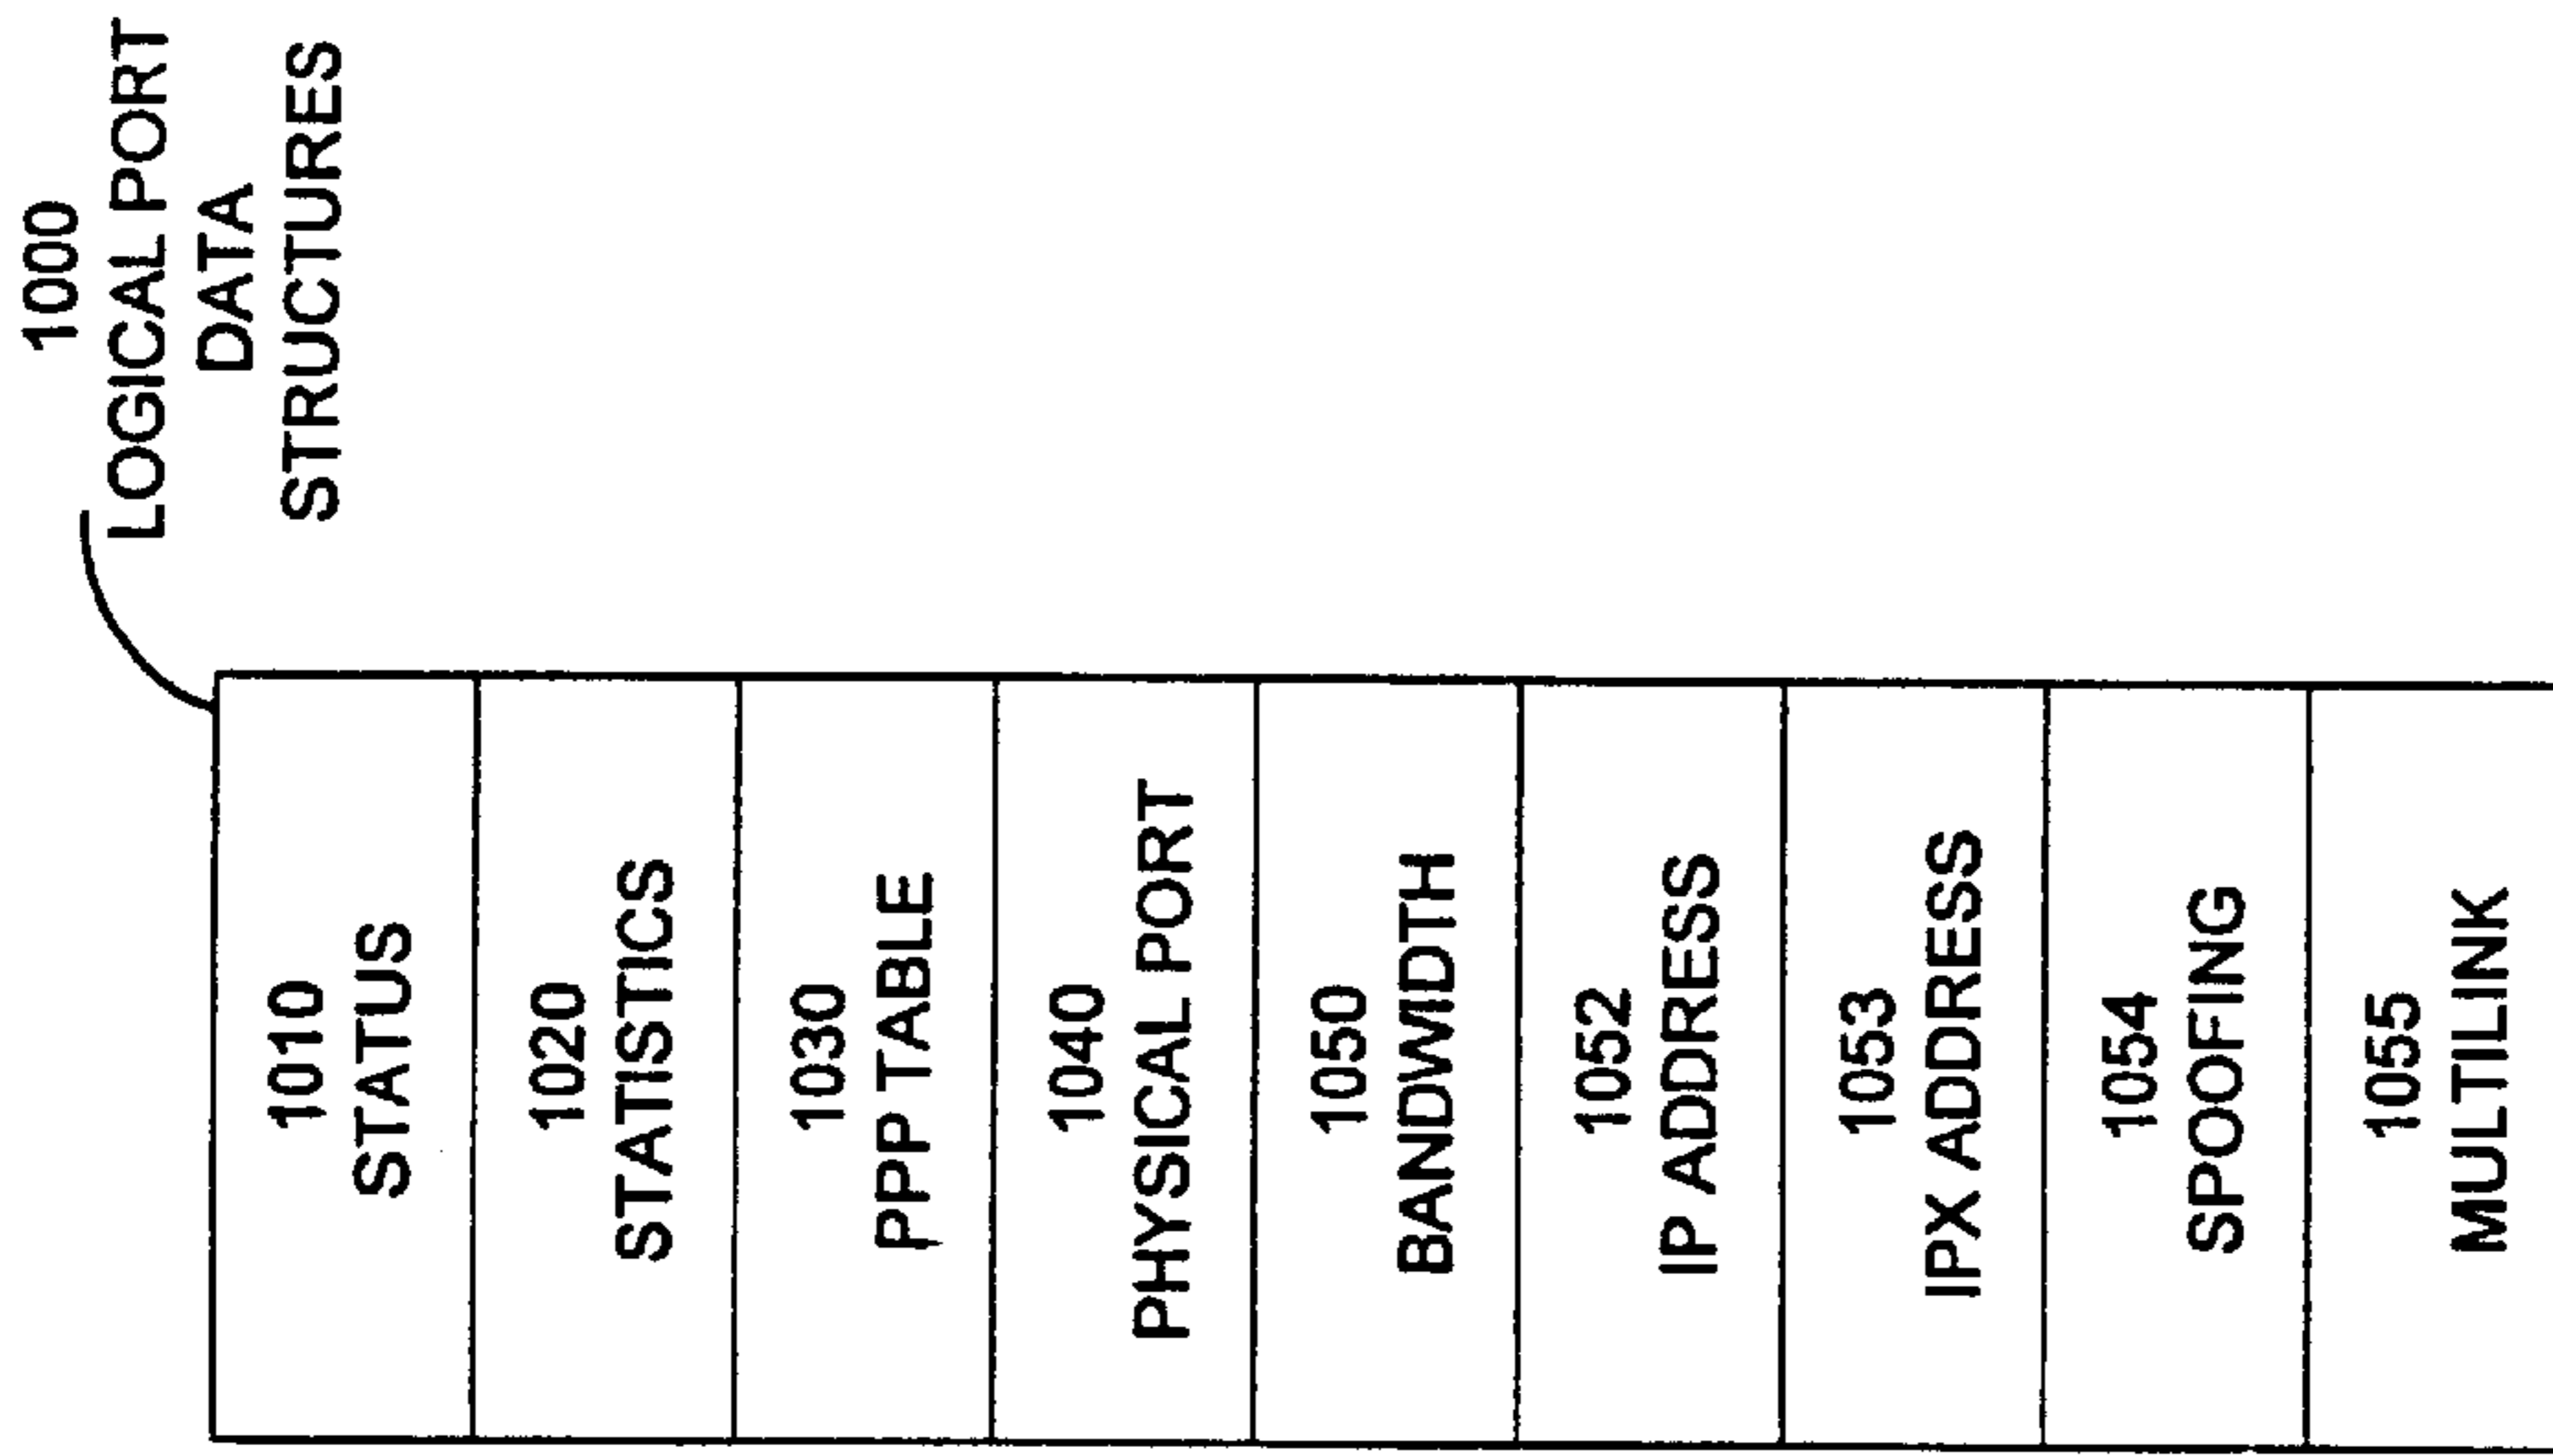 1000
LOGICAL PORT
DATA
STRUCTURES
1010
STATUS
1020
STATISTICS
1030
PPP TABLE
1040
PHYSICAL PORT
1050
BANDWIDTH
1052
IP ADDRESS
1053
IPX ADDRESS
1054
SPOOFING
1055
MULTILINK